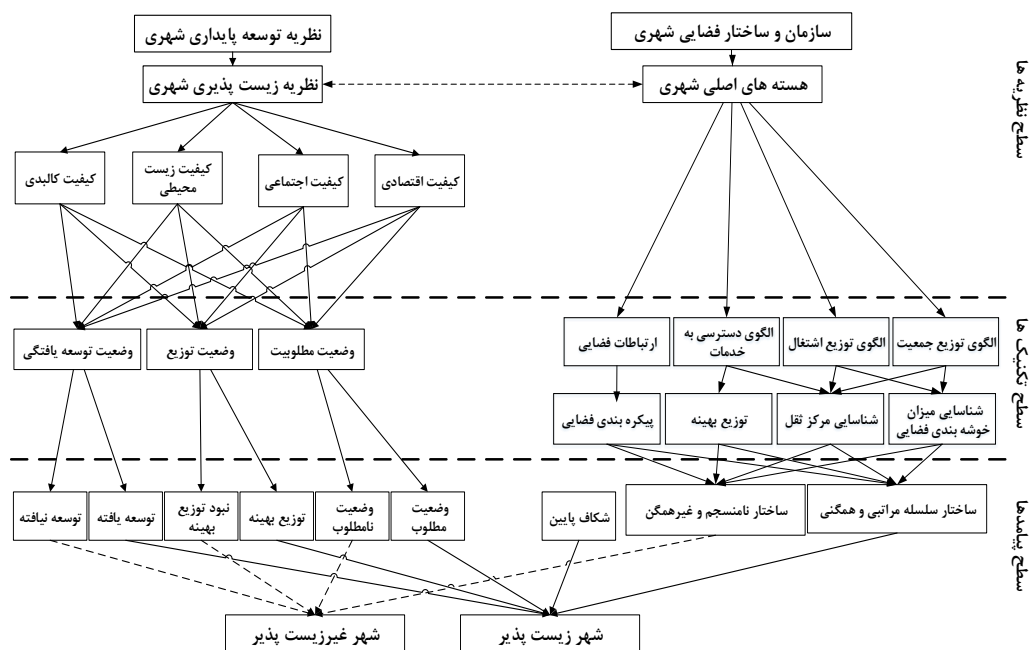 سازمان و ساختار فضایی شهری
نظریه توسعه پایداری شهری
هسته های اصلی شهری
نظریه زیست پذیری شهری
سطح نظریه ها
کیفیت اقتصادی
کیفیت اجتماعی
کیفیت زیست
محیطی
کیفیت کالبدی
الگوی توزیع جمعیت
الگوی توزیع اشتغال
الگوی دسترسی به
خدمات
ارتباطات فضایی
وضعیت مطلوبیت
وضعیت توزیع
وضعیت توسعه یافتگی
سطح تکنیک ها
شناسایی میزان
خوشه بندی فضایی
شناسایی مرکز ثقل
توزیع بهینه
پیکره بندی فضایی
ساختار سلسله مراتبی و همگنی
ساختار نامنسجم و غیرهمگن
شکاف پایین
وضعیت
مطلوب
وضعیت
نامطلوب
توزیع بهینه
نبود توزیع
بهینه
توسعه یافته
توسعه نیافته
سطح پیامدها
شهر زیست پذیر
شهر غیرزیست پذیر